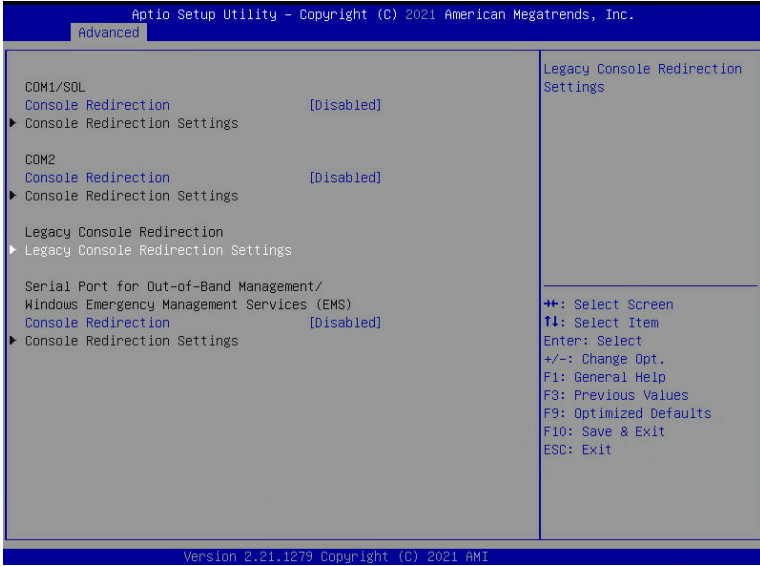 Aptio Setup Utility – Copyright (C) 2021 American Megatrends, Inc.
Advanced
COM1/SOL
Console Redirection [Disabled]
▶ Console Redirection Settings
COM2
Console Redirection [Disabled]
▶ Console Redirection Settings
Legacy Console Redirection
▶ Legacy Console Redirection Settings
Serial Port for Out-of-Band Management/
Windows Emergency Management Services (EMS)
Console Redirection [Disabled]
▶ Console Redirection Settings
Legacy Console Redirection
Settings
→←: Select Screen
↑↓: Select Item
Enter: Select
+/-: Change Opt.
F1: General Help
F3: Previous Values
F9: Optimized Defaults
F10: Save & Exit
ESC: Exit
Version 2.21.1279 Copyright (C) 2021 AMI